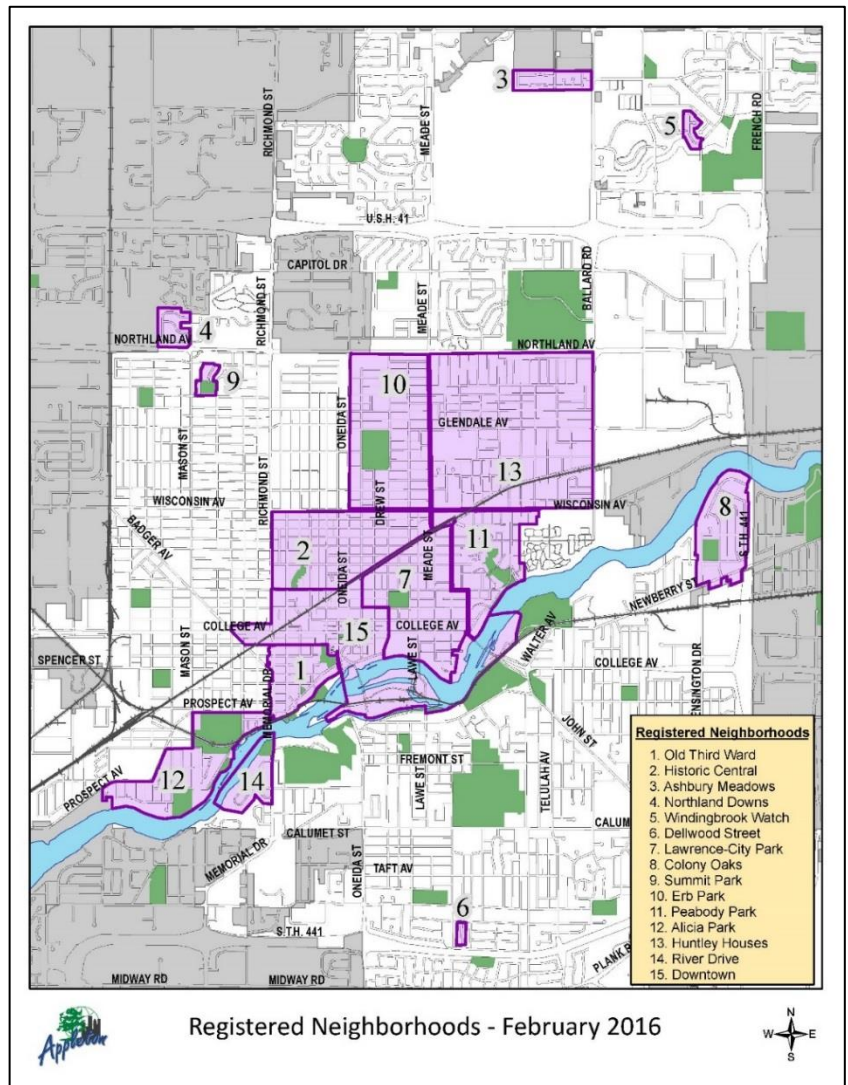 3
5
RICHMOND ST
MEADE ST
FRENCH RD
U.S.H. 41
CAPITOL DR
BALLARD RD
RICHMOND ST
MEADE ST
4
NORTHLAND AV
NORTHLAND AV
9
10
ONEIDA ST
GLENDALE AV
MASON ST
RICHMOND ST
13
WISCONSIN AV
DREW ST
WISCONSIN AV
8
S.T.H. 441
BADGER AV
2
ONEIDA ST
MEADE ST
11
7
NEWBERRY ST
COLLEGE AV
15
COLLEGE AV
WALTER AV
SPENCER ST
MASON ST
1
LAWE ST
COLLEGE AV
PROSPECT AV
MEMORIAL DR
JOHN ST
PROSPECT AV
12
14
FREMONT ST
LAWE ST
TELULAH AV
CALUMET ST
MEMORIAL DR
ONEIDA ST
TAFT AV
6
S.T.H. 441
MIDWAY RD
MIDWAY RD
Registered Neighborhoods
1. Old Third Ward
2. Historic Central
3. Ashbury Meadows
4. Northland Downs
5. Windingbrook Watch
6. Dellwood Street
7. Lawrence-City Park
8. Colony Oaks
9. Summit Park
10. Erb Park
11. Peabody Park
12. Alicia Park
13. Huntley Houses
14. River Drive
15. Downtown
Appleton
Registered Neighborhoods - February 2016
N
W E
S